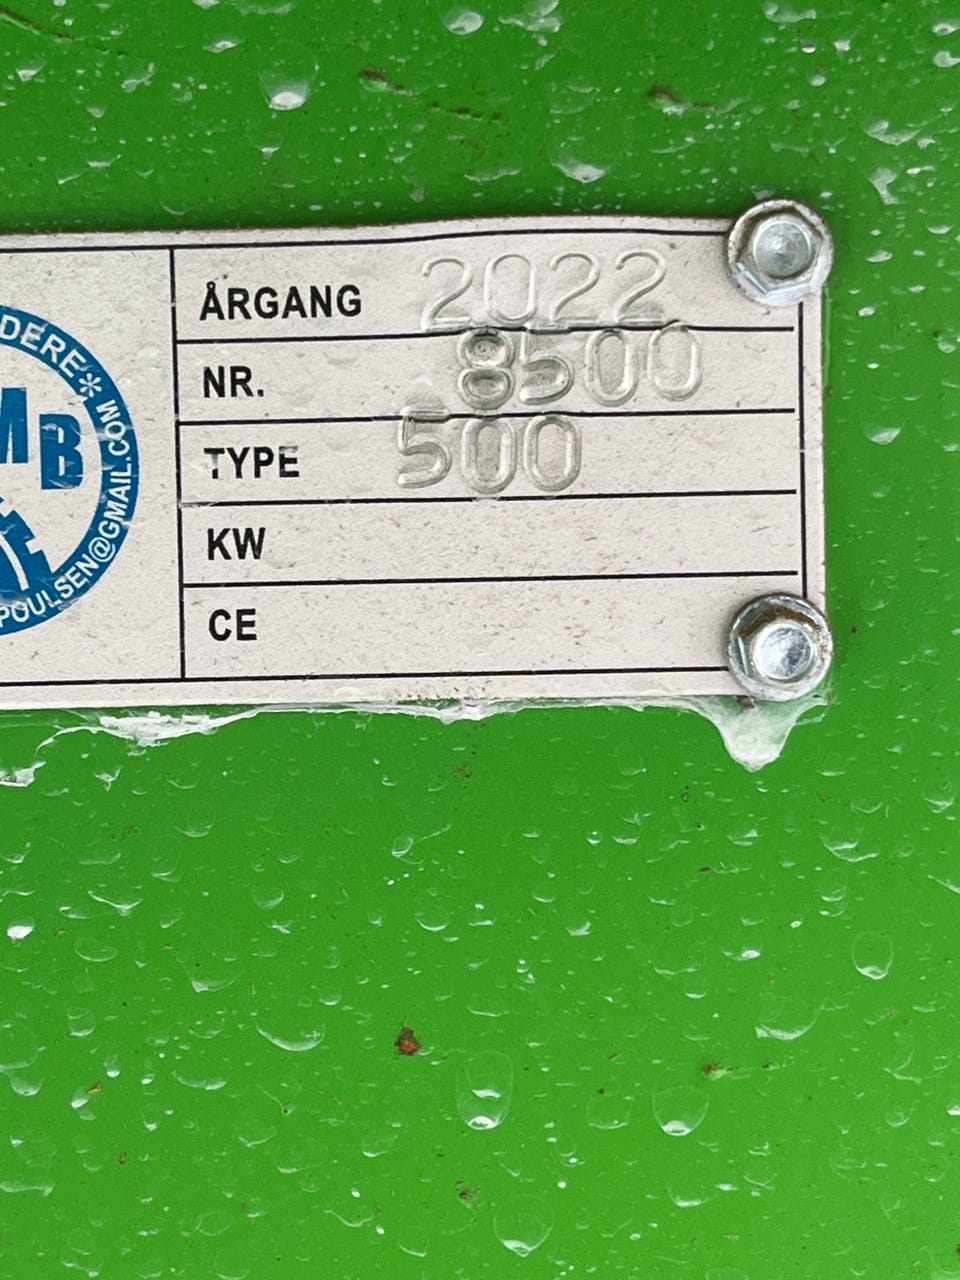 ÅRGANG 2022
NR. 8500
TYPE 500
KW
CE
DERE*
MB
POULSEN@GMAIL.COM